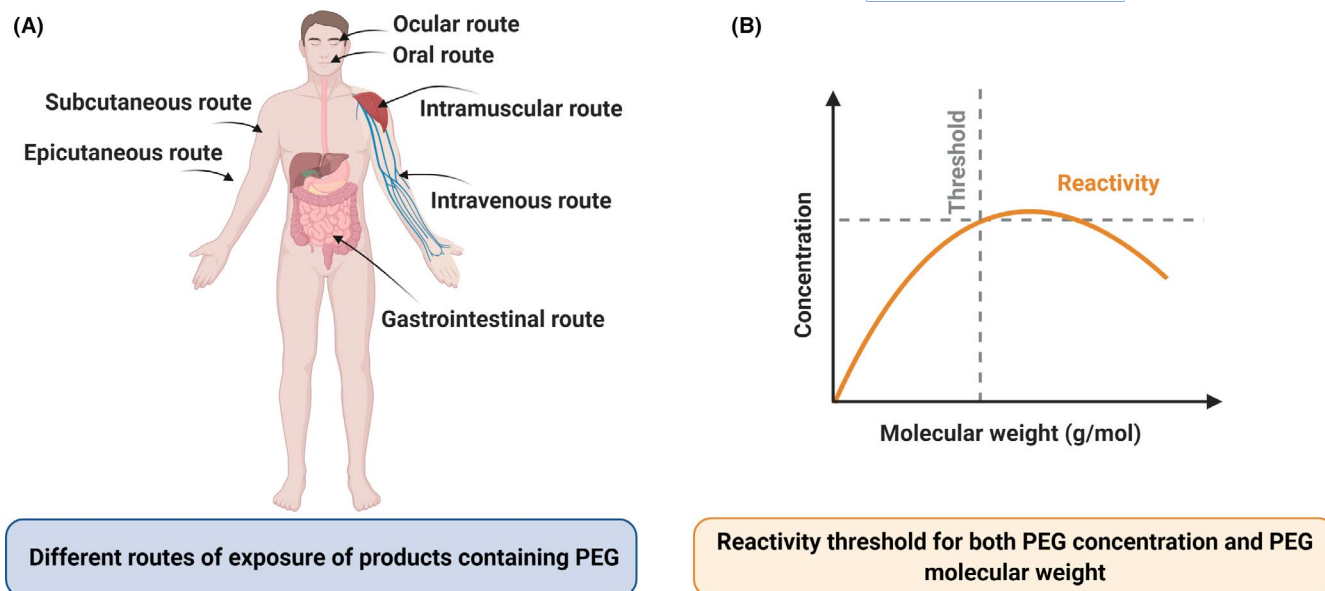 (A)
Ocular route
Oral route
Subcutaneous route
Intramuscular route
Epicutaneous route
Intravenous route
Gastrointestinal route
Different routes of exposure of products containing PEG
(B)
Threshold
Reactivity
Concentration
Molecular weight (g/mol)
Reactivity threshold for both PEG concentration and PEG
molecular weight